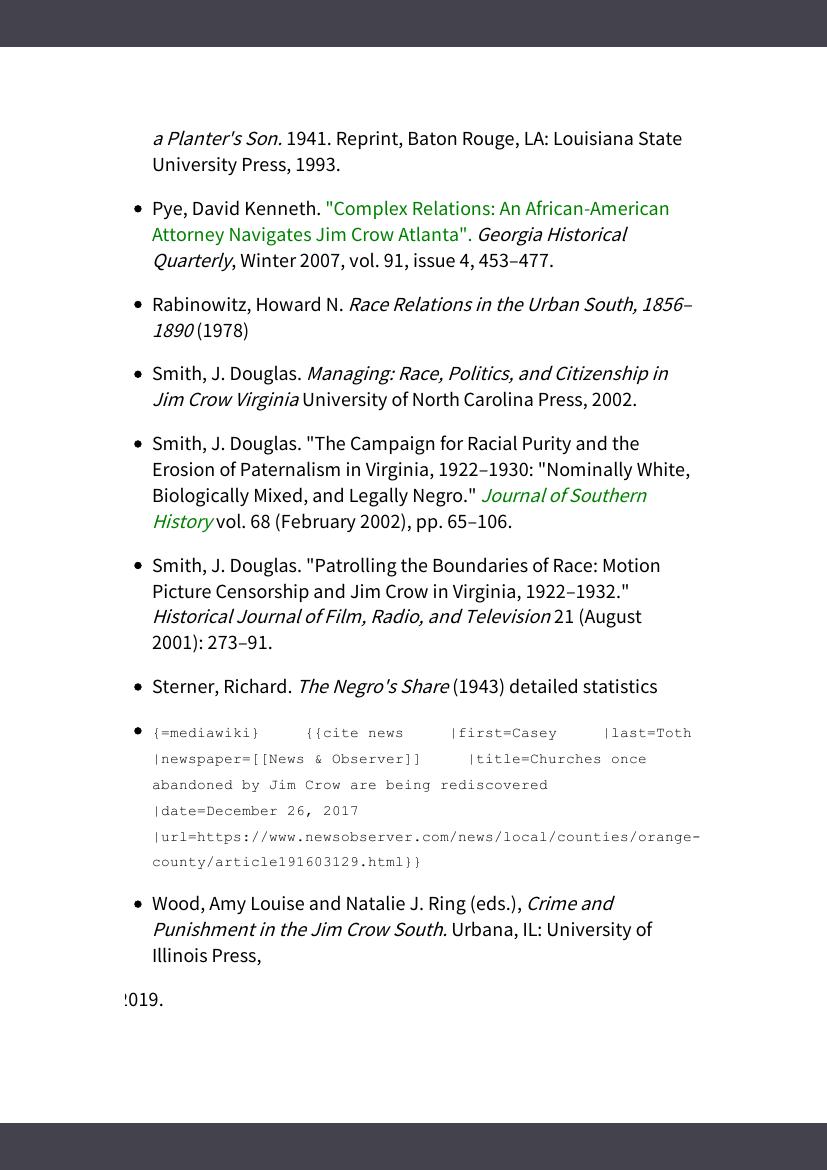 a Planter's Son. 1941. Reprint, Baton Rouge, LA: Louisiana State
University Press, 1993.
• Pye, David Kenneth. "Complex Relations: An African-American
Attorney Navigates Jim Crow Atlanta". Georgia Historical
Quarterly, Winter 2007, vol. 91, issue 4, 453–477.
• Rabinowitz, Howard N. Race Relations in the Urban South, 1856–
1890 (1978)
• Smith, J. Douglas. Managing: Race, Politics, and Citizenship in
Jim Crow Virginia University of North Carolina Press, 2002.
• Smith, J. Douglas. "The Campaign for Racial Purity and the
Erosion of Paternalism in Virginia, 1922–1930: "Nominally White,
Biologically Mixed, and Legally Negro." Journal of Southern
History vol. 68 (February 2002), pp. 65–106.
• Smith, J. Douglas. "Patrolling the Boundaries of Race: Motion
Picture Censorship and Jim Crow in Virginia, 1922–1932."
Historical Journal of Film, Radio, and Television 21 (August
2001): 273–91.
• Sterner, Richard. The Negro's Share (1943) detailed statistics
• {=mediawiki} {{cite news |first=Casey |last=Toth
|newspaper=[[News & Observer]] |title=Churches once
abandoned by Jim Crow are being rediscovered
|date=December 26, 2017
|url=https://www.newsobserver.com/news/local/counties/orange-
county/article191603129.html}}
• Wood, Amy Louise and Natalie J. Ring (eds.), Crime and
Punishment in the Jim Crow South. Urbana, IL: University of
Illinois Press,
2019.